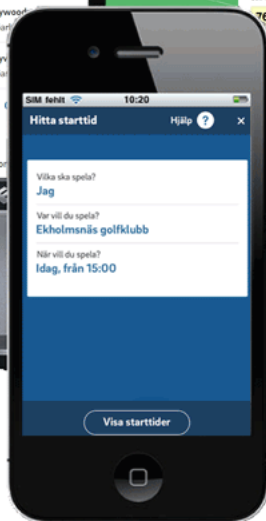 SIM fehlt 10:20
Hitta starttid Hjälp ? ×
Vilka ska spela?
Jag
Var vill du spela?
Ekholmsnäs golfklubb
När vill du spela?
Idag, från 15:00
Visa starttider